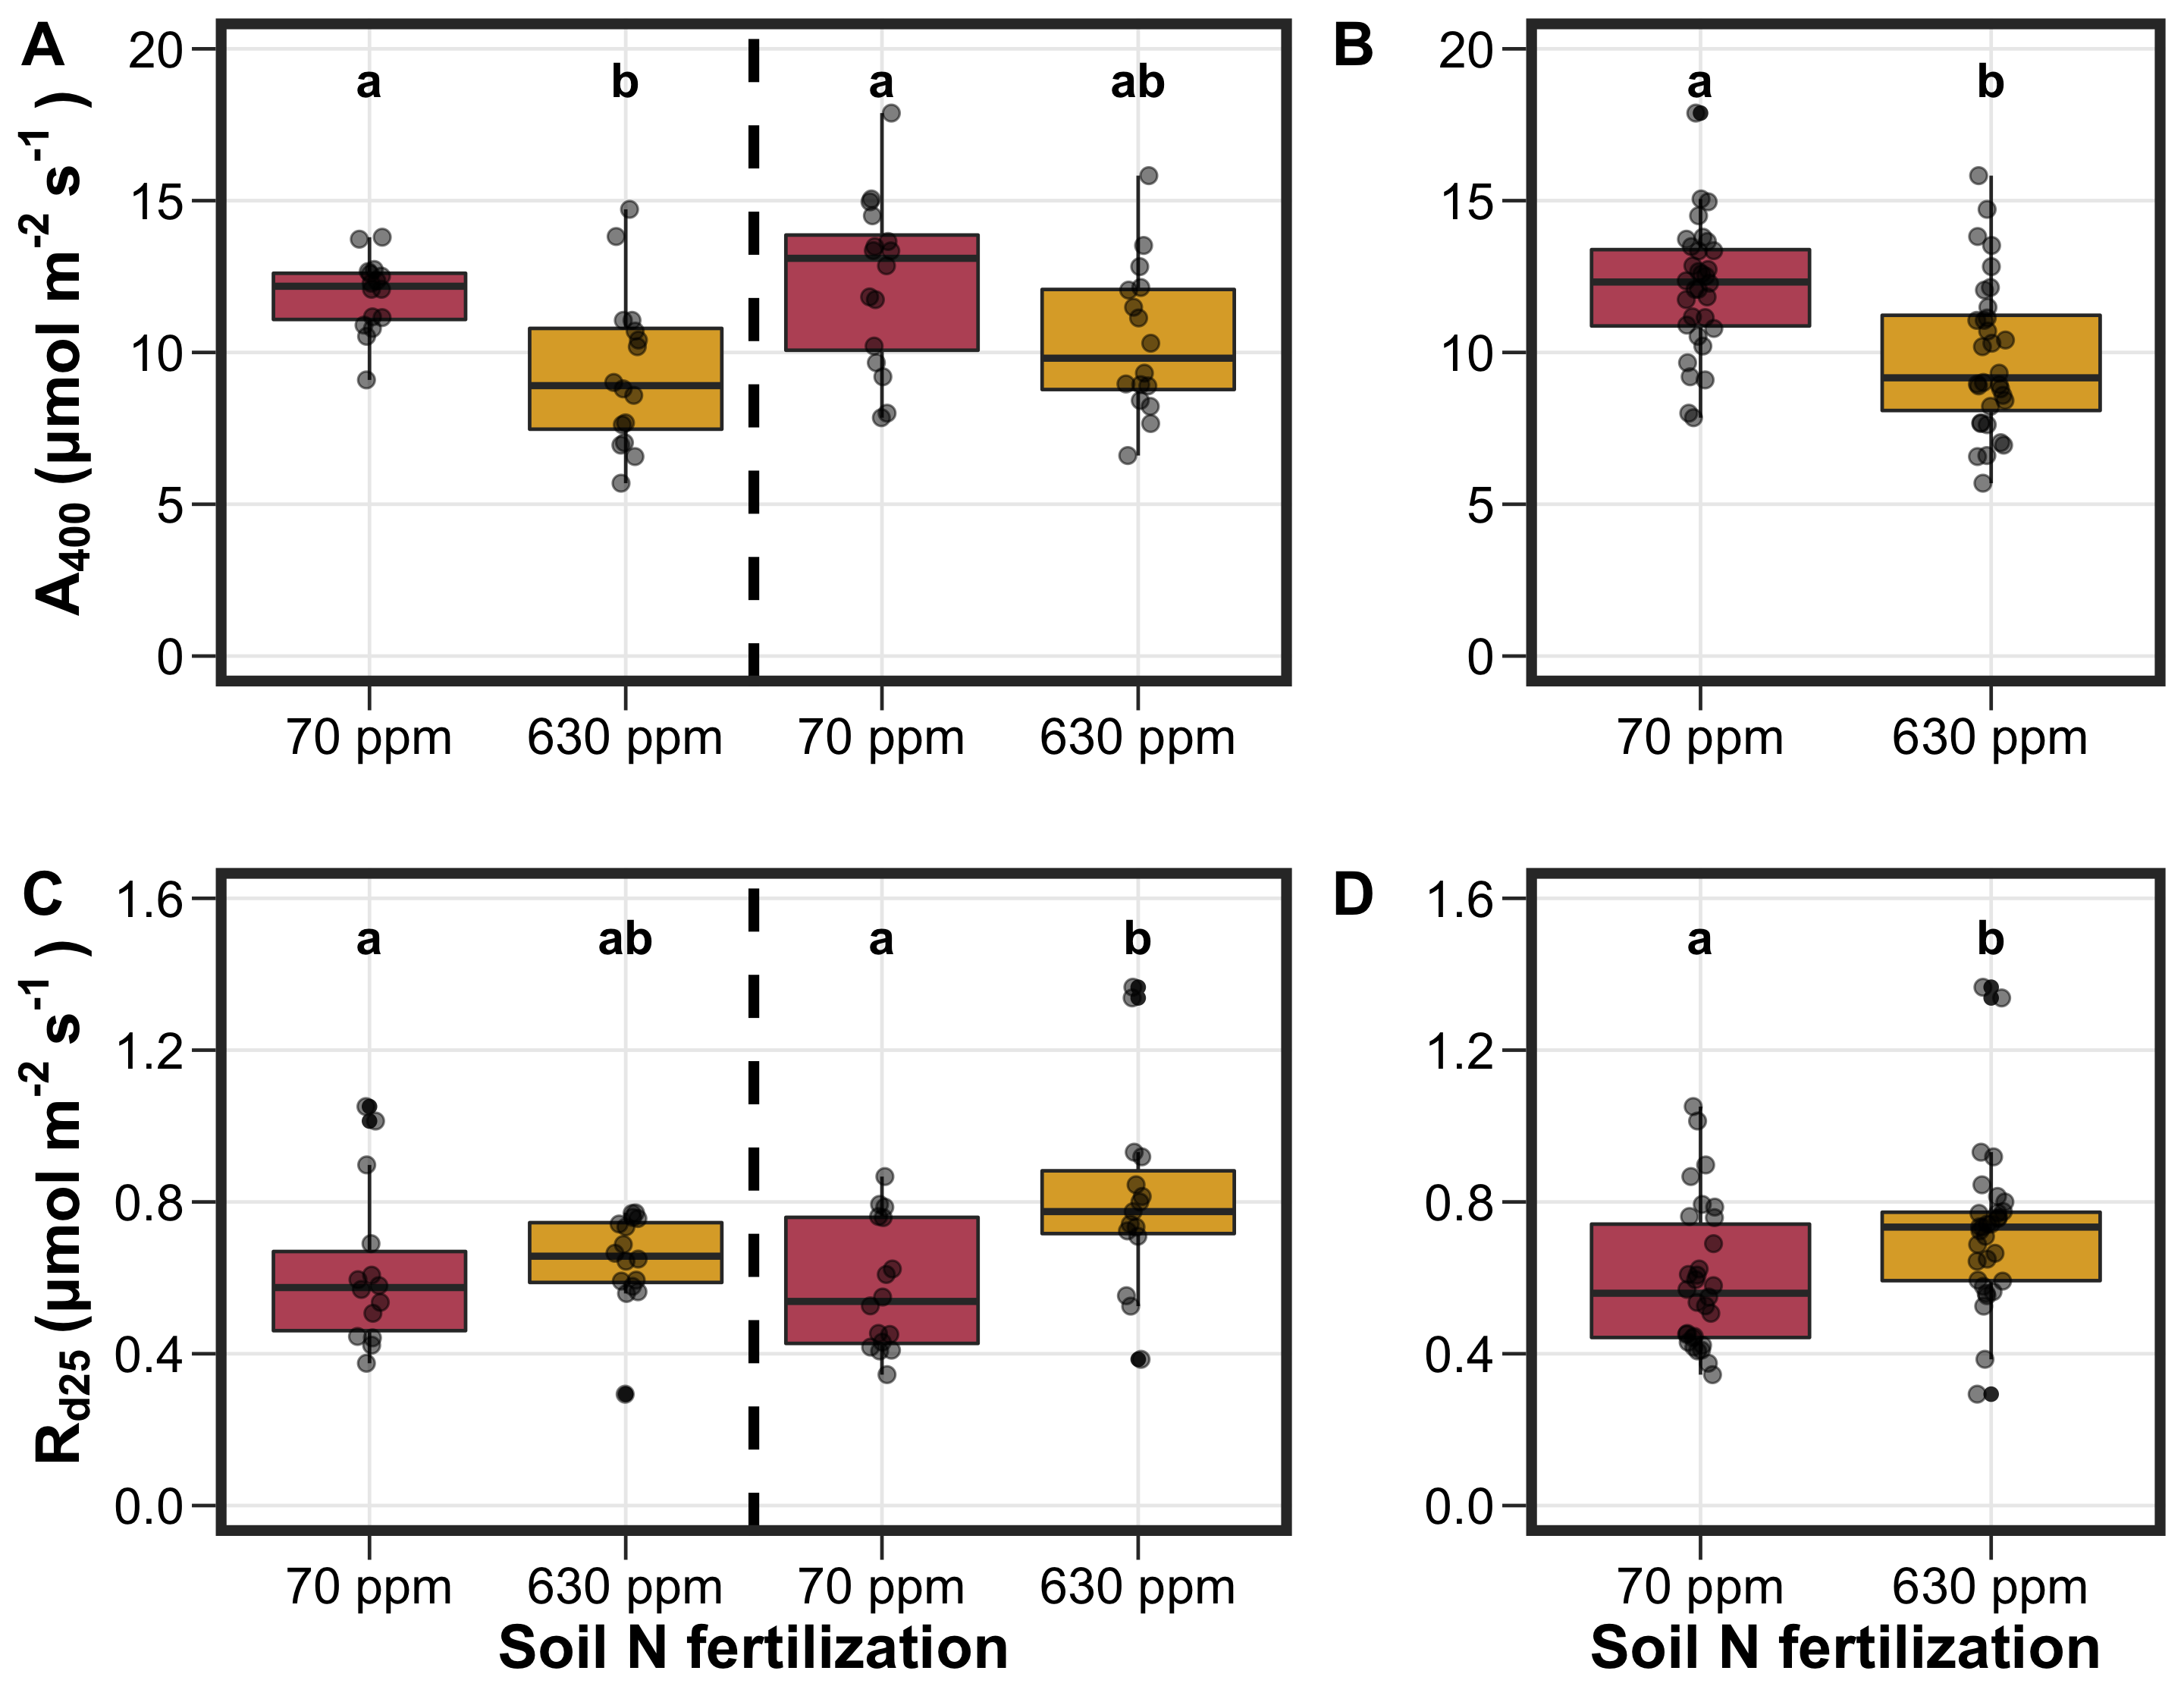 A
B
A400 (µmol m-2 s-1 )
20
15
10
5
0
a b a ab
70 ppm 630 ppm 70 ppm 630 ppm
20
15
10
5
0
a b
70 ppm 630 ppm
C
D
Rd25 (µmol m-2 s-1 )
1.6
1.2
0.8
0.4
0.0
a ab a b
70 ppm 630 ppm 70 ppm 630 ppm
Soil N fertilization
1.6
1.2
0.8
0.4
0.0
a b
70 ppm 630 ppm
Soil N fertilization